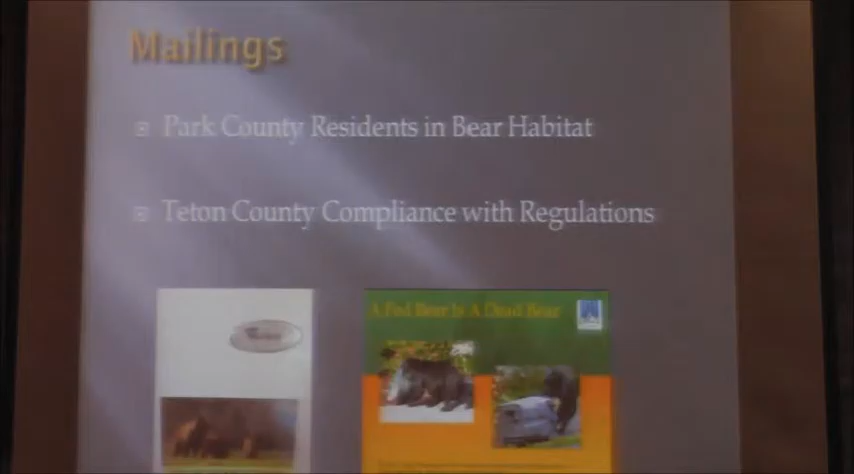 Mailings
Park County Residents in Bear Habitat
Teton County Compliance with Regulations
A Fed Bear Is A Dead Bear